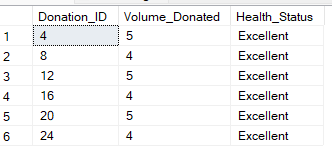 Donation_ID Volume_Donated Health_Status
1 4 5 Excellent
2 8 4 Excellent
3 12 5 Excellent
4 16 4 Excellent
5 20 5 Excellent
6 24 4 Excellent